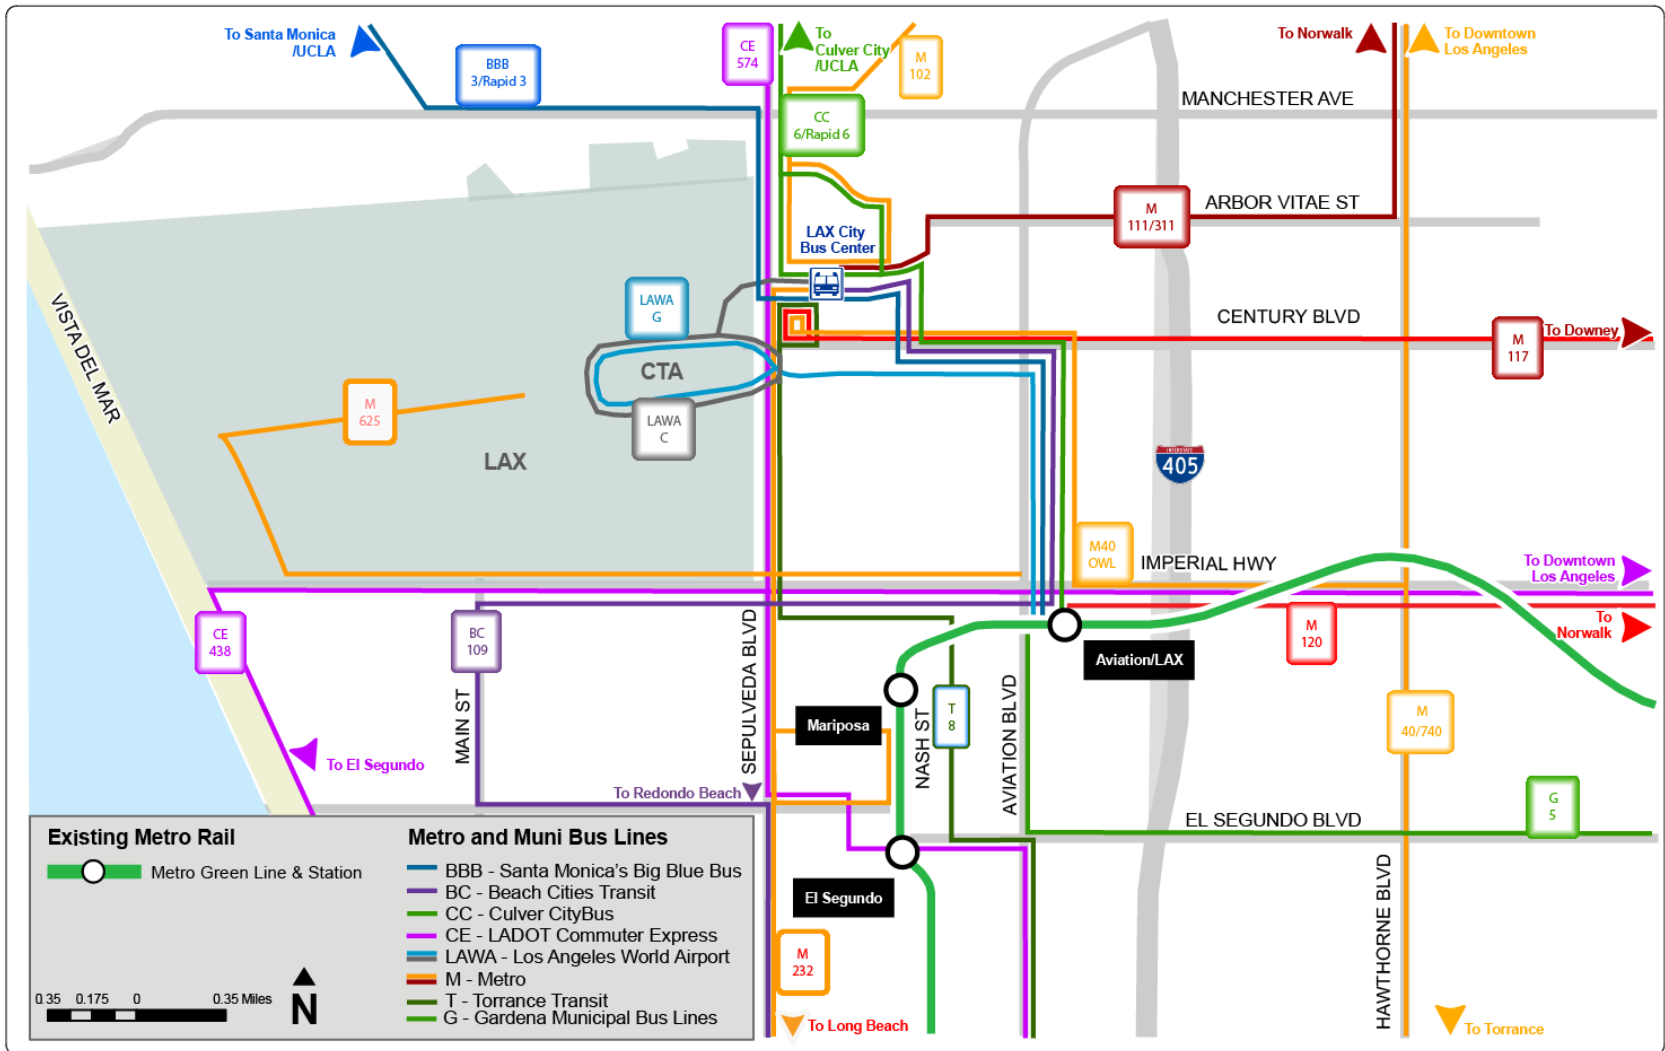 To Santa Monica
/UCLA
BBB
3/Rapid 3
CE
574
To
Culver City
/UCLA
M
102
To Norwalk
To Downtown
Los Angeles
MANCHESTER AVE
CC
6/Rapid 6
M
111/311
ARBOR VITAE ST
LAX City
Bus Center
LAWA
G
VISTA DEL MAR
CENTURY BLVD
M
117
To Downey
CTA
M
625
LAWA
C
LAX
INTERSTATE
405
M40
OWL
IMPERIAL HWY
To Downtown
Los Angeles
CE
438
BC
109
SEPULVEDA BLVD
M
120
To
Norwalk
Aviation/LAX
MAIN ST
Mariposa
NASH ST
T
8
AVIATION BLVD
M
40/740
To El Segundo
To Redondo Beach
G
5
EL SEGUNDO BLVD
El Segundo
HAWTHORNE BLVD
M
232
To Long Beach
To Torrance
Existing Metro Rail
Metro Green Line & Station
0.35 0.175 0 0.35 Miles
N
Metro and Muni Bus Lines
BBB - Santa Monica's Big Blue Bus
BC - Beach Cities Transit
CC - Culver CityBus
CE - LADOT Commuter Express
LAWA - Los Angeles World Airport
M - Metro
T - Torrance Transit
G - Gardena Municipal Bus Lines